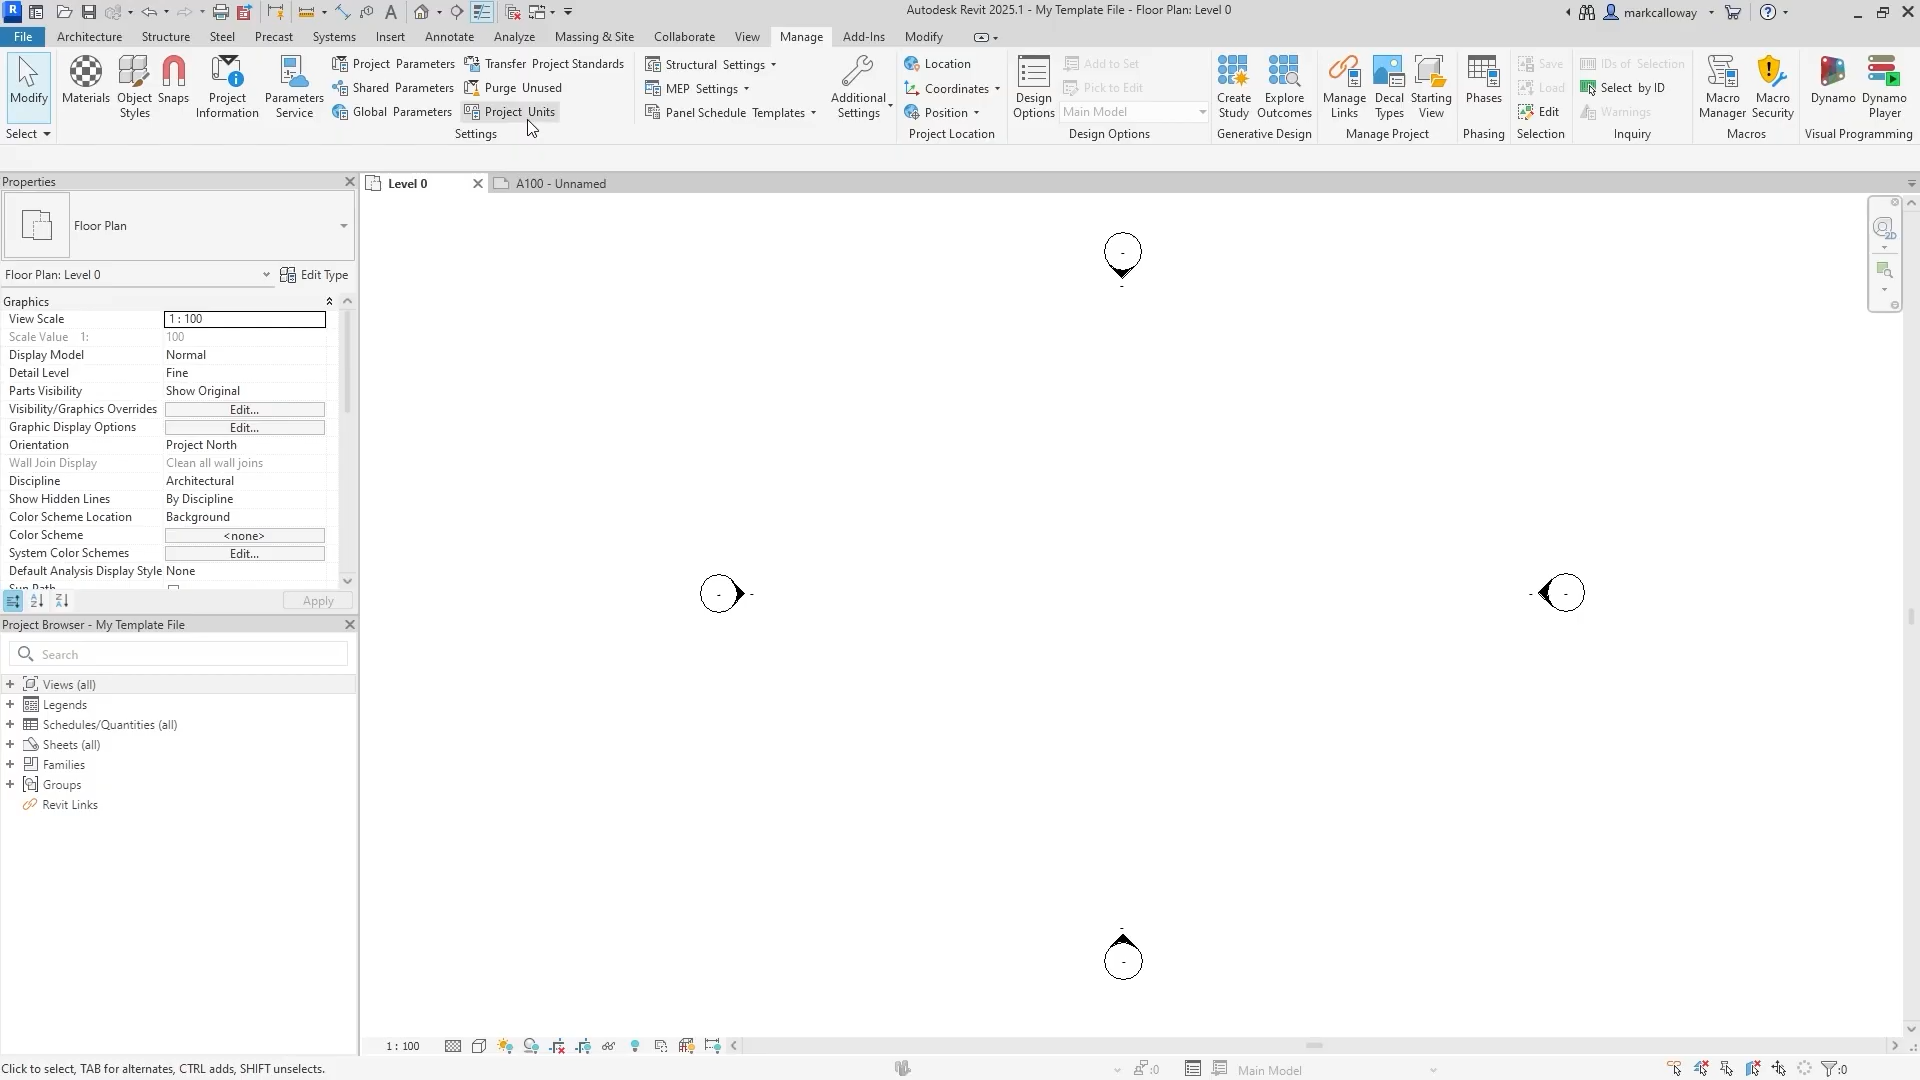 Autodesk Revit 2025.1 - My Template File - Floor Plan: Level 0
markcalloway
File
Architecture
Structure
Steel
Precast
Systems
Insert
Annotate
Analyze
Massing & Site
Collaborate
View
Manage
Add-Ins
Modify
Modify
Select
Materials
Object Styles
Snaps
Project Information
Parameters Service
Project Parameters
Shared Parameters
Global Parameters
Transfer Project Standards
Purge Unused
Project Units
Settings
Structural Settings
MEP Settings
Panel Schedule Templates
Additional Settings
Location
Coordinates
Position
Project Location
Design Options
Add to Set
Pick to Edit
Main Model
Design Options
Create Study
Explore Outcomes
Generative Design
Manage Links
Decal Types
Starting View
Manage Project
Phases
Phasing
Save
Load
Edit
Selection
IDs of Selection
Select by ID
Warnings
Inquiry
Macro Manager
Macro Security
Macros
Dynamo
Dynamo Player
Visual Programming
Properties
Floor Plan
Floor Plan: Level 0
Edit Type
Graphics
View Scale 1 : 100
Scale Value 1: 100
Display Model Normal
Detail Level Fine
Parts Visibility Show Original
Visibility/Graphics Overrides Edit...
Graphic Display Options Edit...
Orientation Project North
Wall Join Display Clean all wall joins
Discipline Architectural
Show Hidden Lines By Discipline
Color Scheme Location Background
Color Scheme <none>
System Color Schemes Edit...
Default Analysis Display Style None
Sun Path
Apply
Project Browser - My Template File
Search
Views (all)
Legends
Schedules/Quantities (all)
Sheets (all)
Families
Groups
Revit Links
Level 0
A100 - Unnamed
2D
1 : 100
Click to select, TAB for alternates, CTRL adds, SHIFT unselects.
:0
Main Model
:0